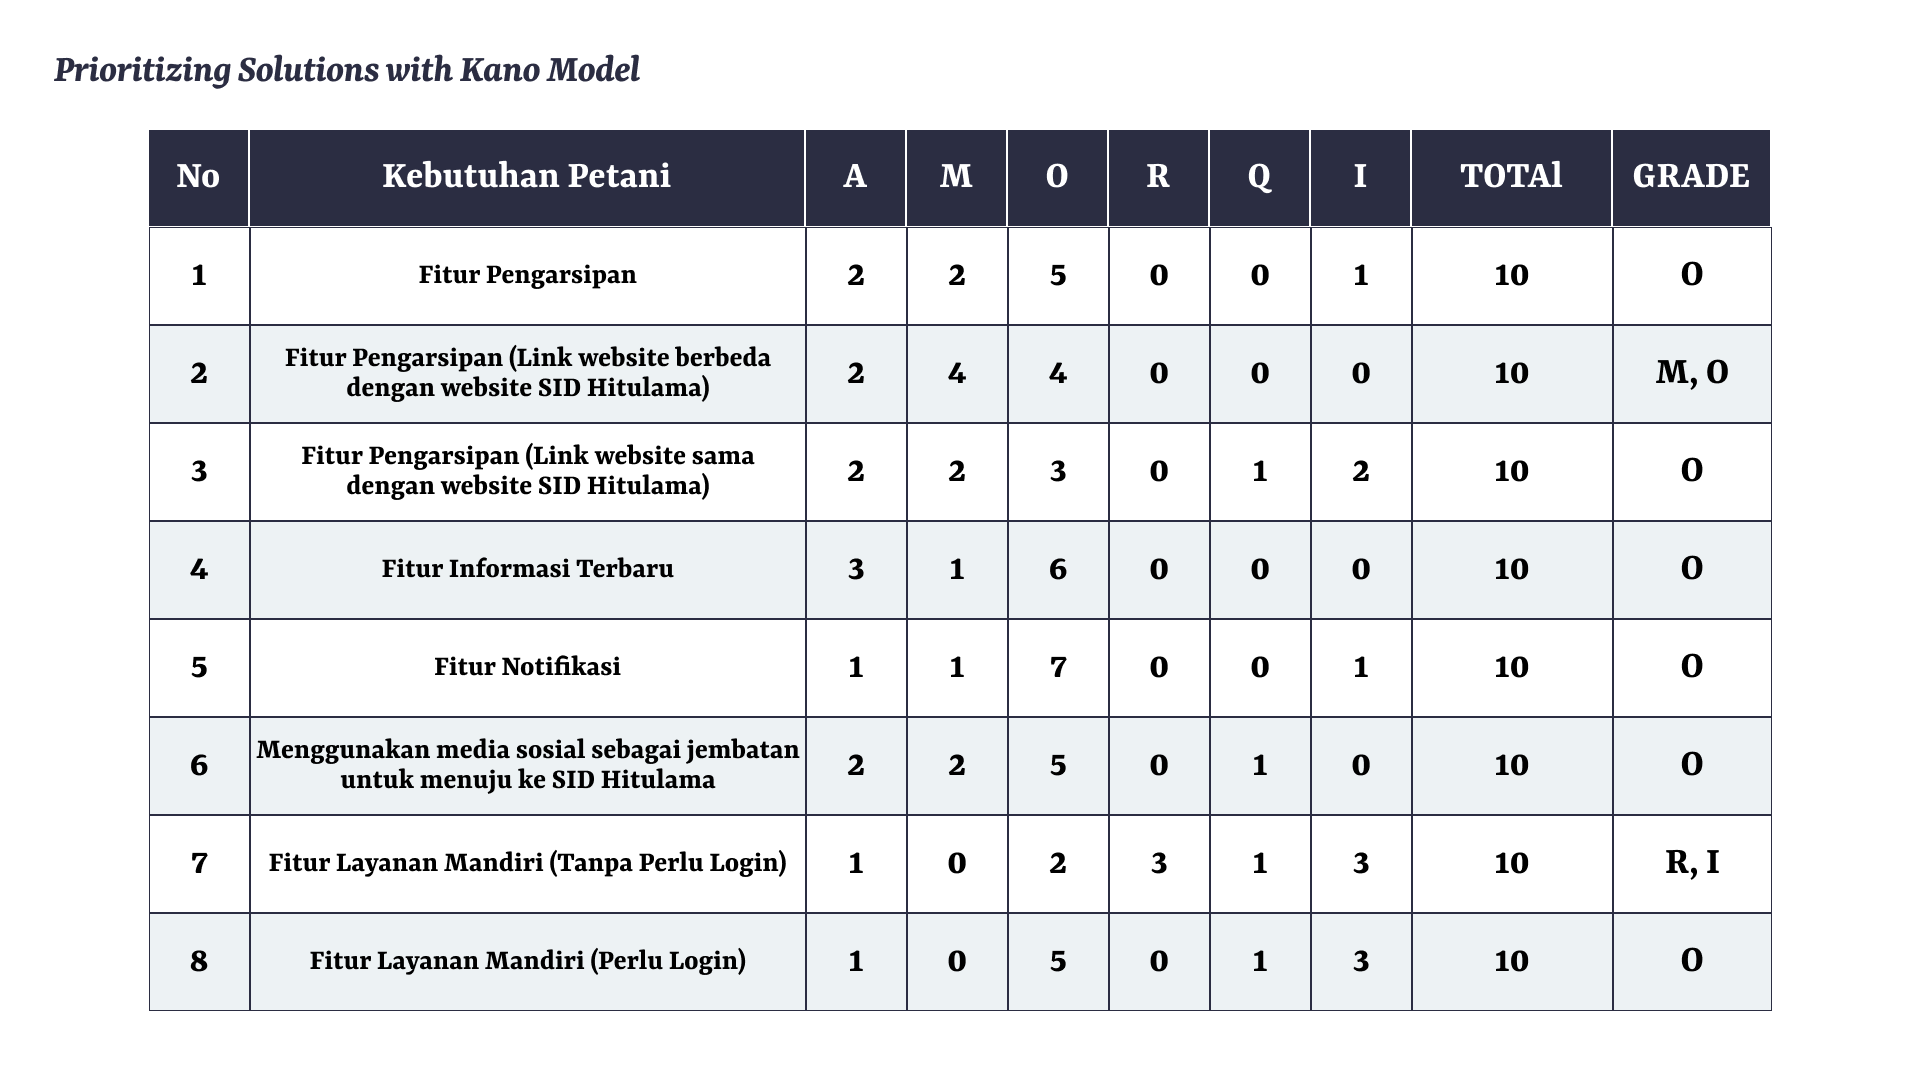 Prioritizing Solutions with Kano Model
No Kebutuhan Petani A M O R Q I TOTAl GRADE
1 Fitur Pengarsipan 2 2 5 0 0 1 10 O
2 Fitur Pengarsipan (Link website berbeda
dengan website SID Hitulama) 2 4 4 0 0 0 10 M, O
3 Fitur Pengarsipan (Link website sama
dengan website SID Hitulama) 2 2 3 0 1 2 10 O
4 Fitur Informasi Terbaru 3 1 6 0 0 0 10 O
5 Fitur Notifikasi 1 1 7 0 0 1 10 O
6 Menggunakan media sosial sebagai jembatan
untuk menuju ke SID Hitulama 2 2 5 0 1 0 10 O
7 Fitur Layanan Mandiri (Tanpa Perlu Login) 1 0 2 3 1 3 10 R, I
8 Fitur Layanan Mandiri (Perlu Login) 1 0 5 0 1 3 10 O